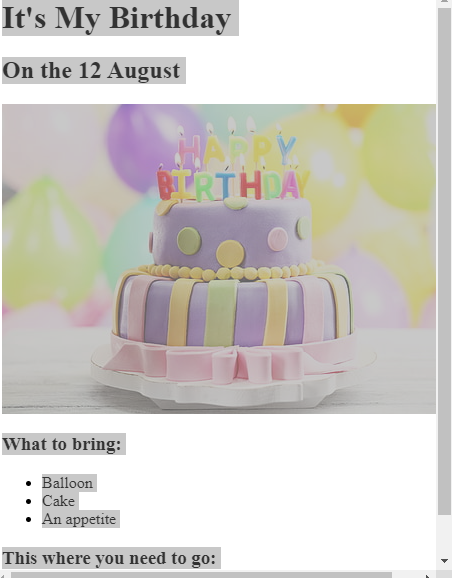 It's My Birthday
On the 12 August
HAPPY
BIRTHDAY
What to bring:
Balloon
Cake
An appetite
This where you need to go: